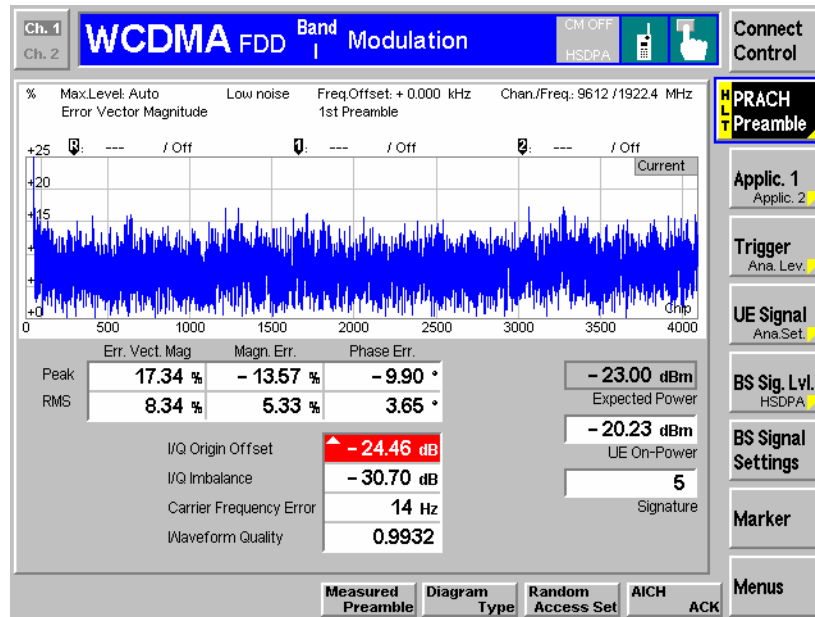 Ch. 1
Ch. 2
WCDMA FDD Band I Modulation
CM OFF
HSDPA
Connect Control
% Max.Level: Auto Low noise Freq.Offset: + 0.000 kHz Chan./Freq.: 9612 / 1922.4 MHz
Error Vector Magnitude 1st Preamble
HLT
PRACH Preamble
R: --- / Off 1: --- / Off 2: --- / Off
Current
+25
+20
+15
+
+
+0
Chip
0 500 1000 1500 2000 2500 3000 3500 4000
Applic. 1
Applic. 2
Trigger
Ana. Lev.
UE Signal
Ana.Set.
BS Sig. Lvl.
HSDPA
BS Signal Settings
Marker
Menus
Err. Vect. Mag Magn. Err. Phase Err.
Peak 17.34 % – 13.57 % – 9.90 °
RMS 8.34 % 5.33 % 3.65 °
– 23.00 dBm
Expected Power
– 20.23 dBm
UE On-Power
5
Signature
I/Q Origin Offset – 24.46 dB
I/Q Imbalance – 30.70 dB
Carrier Frequency Error 14 Hz
Waveform Quality 0.9932
Measured Preamble
Diagram Type
Random Access Set
AICH ACK